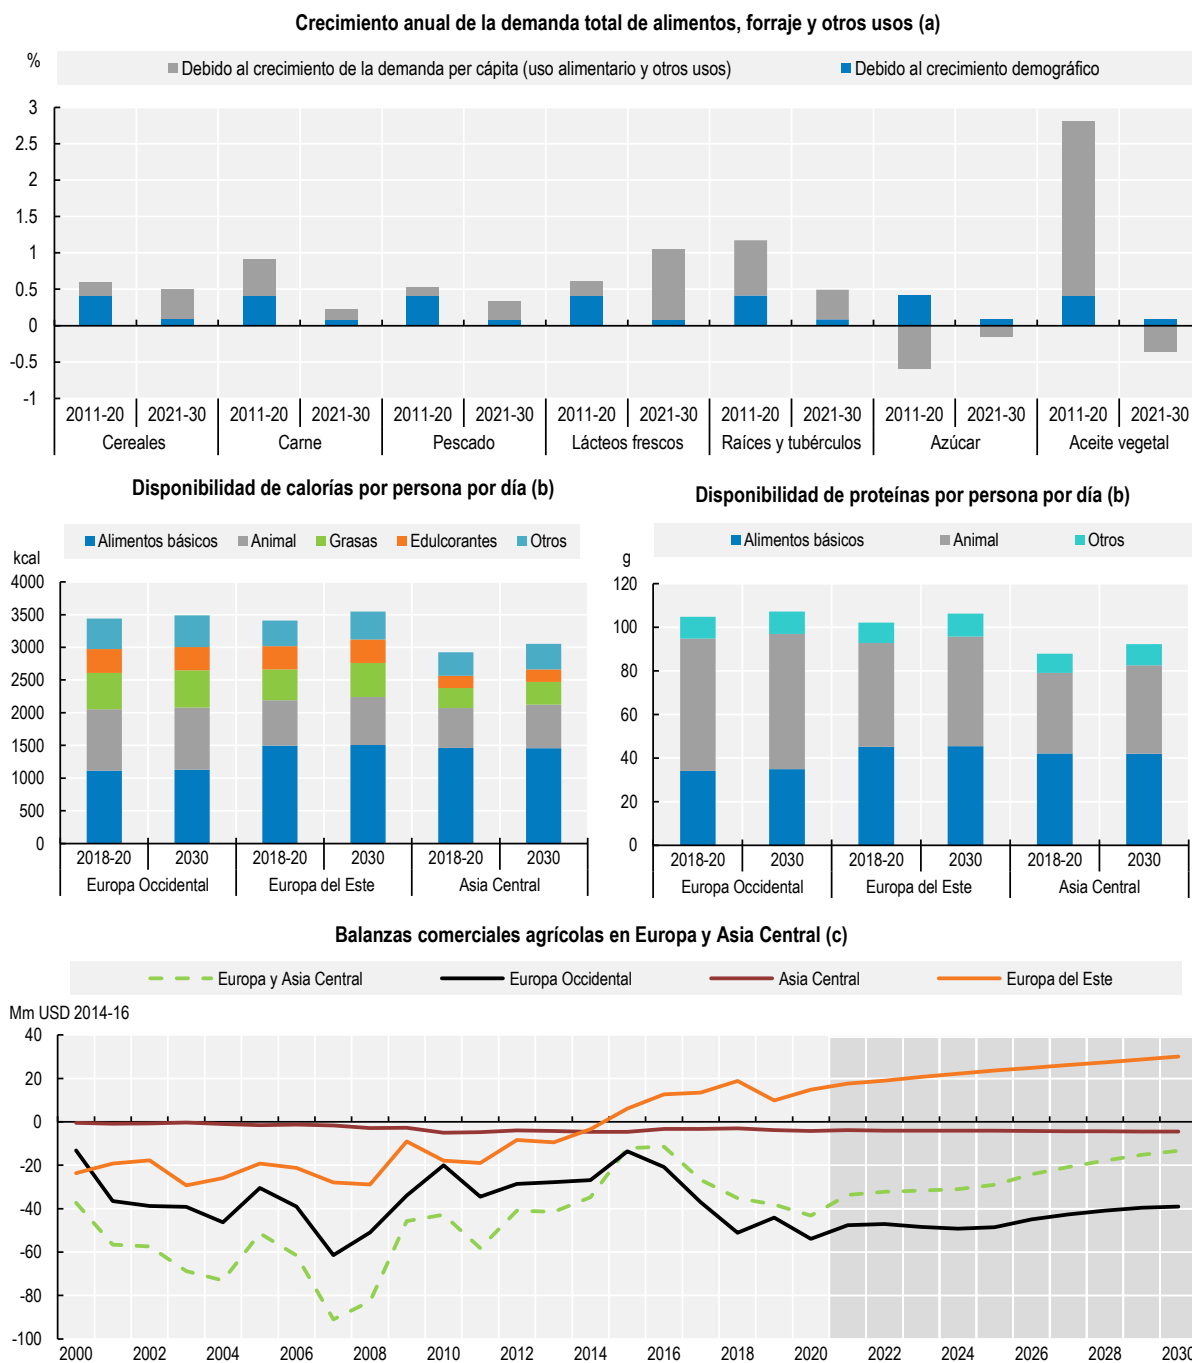 Crecimiento anual de la demanda total de alimentos, forraje y otros usos (a)
%
Debido al crecimiento de la demanda per cápita (uso alimentario y otros usos) Debido al crecimiento demográfico
3
2.5
2
1.5
1
0.5
0
-0.5
-1
2011-20 2021-30 2011-20 2021-30 2011-20 2021-30 2011-20 2021-30 2011-20 2021-30 2011-20 2021-30 2011-20 2021-30
Cereales Carne Pescado Lácteos frescos Raíces y tubérculos Azúcar Aceite vegetal
Disponibilidad de calorías por persona por día (b)
Alimentos básicos Animal Grasas Edulcorantes Otros
kcal
4000
3500
3000
2500
2000
1500
1000
500
0
2018-20 2030 2018-20 2030 2018-20 2030
Europa Occidental Europa del Este Asia Central
Disponibilidad de proteínas por persona por día (b)
Alimentos básicos Animal Otros
g
120
100
80
60
40
20
0
2018-20 2030 2018-20 2030 2018-20 2030
Europa Occidental Europa del Este Asia Central
Balanzas comerciales agrícolas en Europa y Asia Central (c)
Europa y Asia Central Europa Occidental Asia Central Europa del Este
Mm USD 2014-16
40
20
0
-20
-40
-60
-80
-100
2000 2002 2004 2006 2008 2010 2012 2014 2016 2018 2020 2022 2024 2026 2028 2030